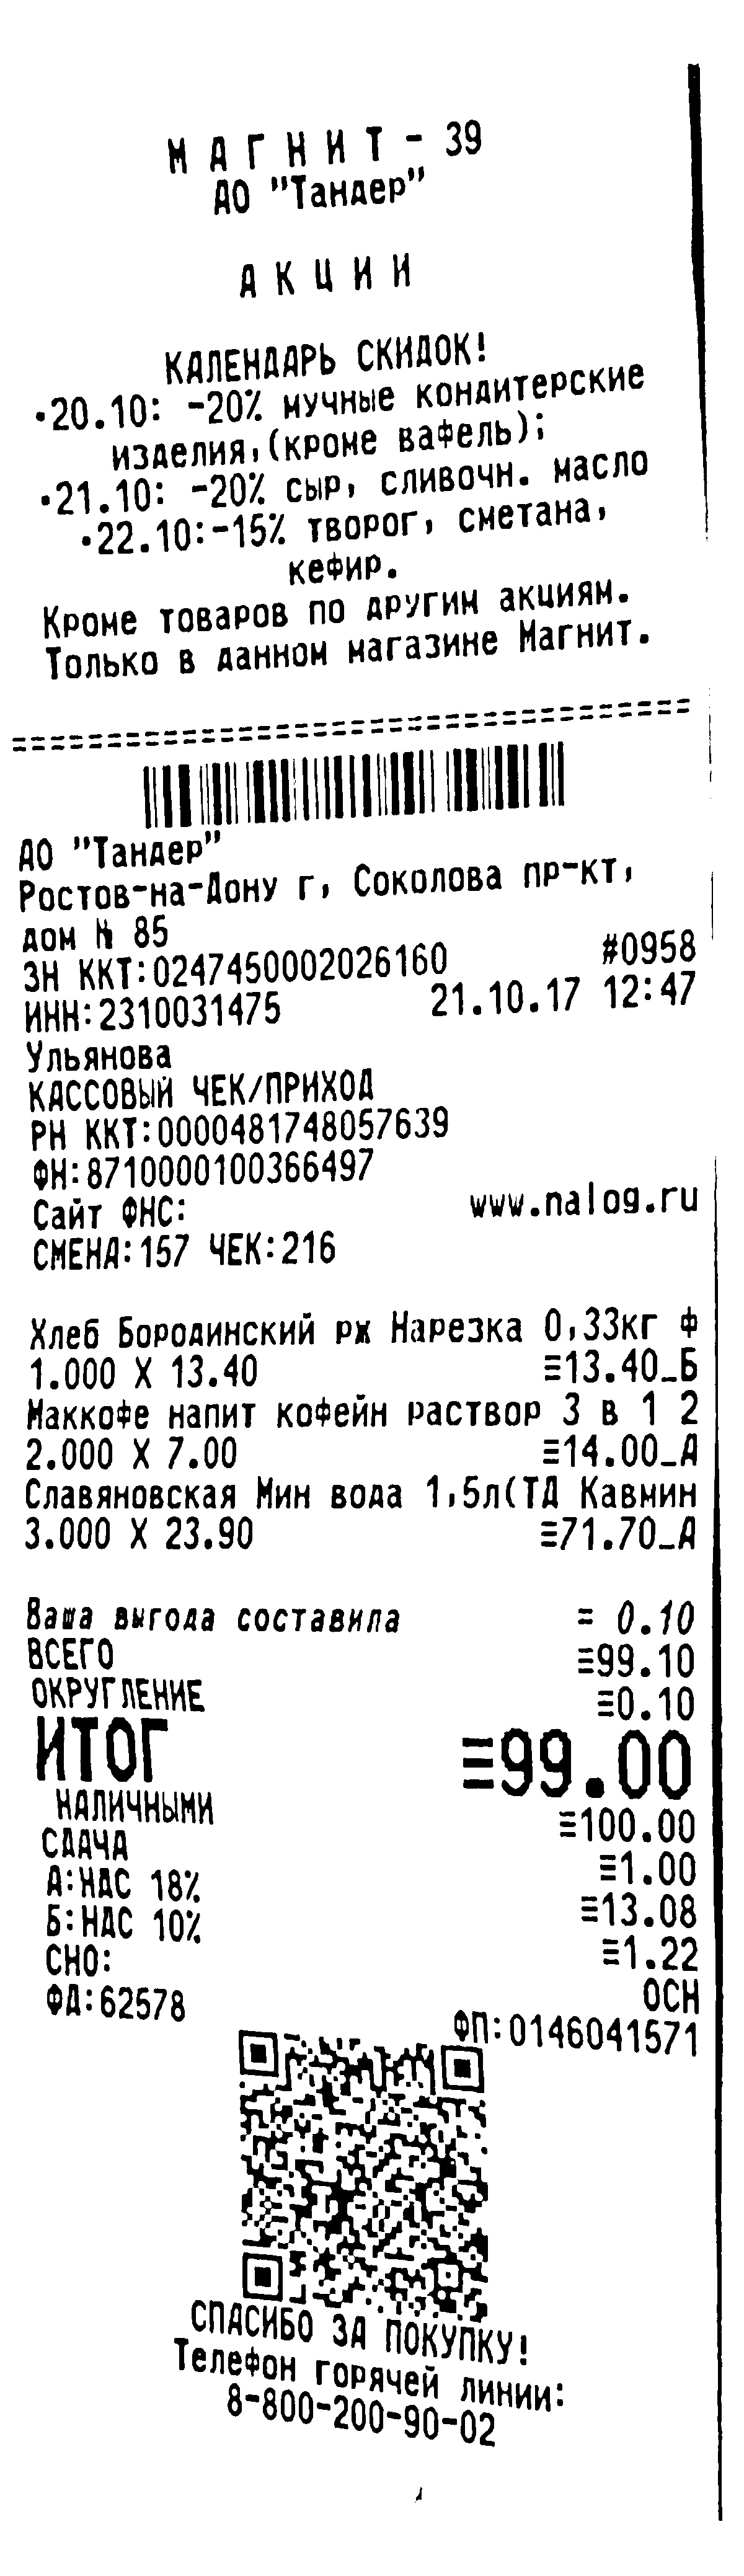 МАГНИТ - 39
АО "Тандер"
АКЦИИ
КАЛЕНДАРЬ СКИДОК!
•20.10: -20% мучные кондитерские
изделия,(кроме вафель);
•21.10: -20% сыр, сливочн. масло
•22.10:-15% творог, сметана,
кефир.
Кроме товаров по другим акциям.
Только в данном магазине Магнит.
====================================
АО "Тандер"
Ростов-на-Дону г, Соколова пр-кт,
дом № 85
ЗН ККТ:0247450002026160 #0958
ИНН:2310031475 21.10.17 12:47
Ульянова
КАССОВЫЙ ЧЕК/ПРИХОД
РН ККТ:0000481748057639
ФН:8710000100366497
Сайт ФНС: www.nalog.ru
СМЕНА:157 ЧЕК:216
Хлеб Бородинский рж Нарезка 0,33кг ф
1.000 X 13.40 ≡13.40_Б
Маккофе напит кофейн раствор 3 в 1 2
2.000 X 7.00 ≡14.00_А
Славяновская Мин вода 1,5л(ТД Кавмин
3.000 X 23.90 ≡71.70_А
Ваша выгода составила = 0.10
ВСЕГО ≡99.10
ОКРУГЛЕНИЕ ≡0.10
ИТОГ ≡99.00
НАЛИЧНЫМИ ≡100.00
СДАЧА ≡1.00
А:НДС 18% ≡13.08
Б:НДС 10% ≡1.22
СНО: ОСН
ФД:62578 ФП:0146041571
СПАСИБО ЗА ПОКУПКУ!
Телефон горячей линии:
8-800-200-90-02